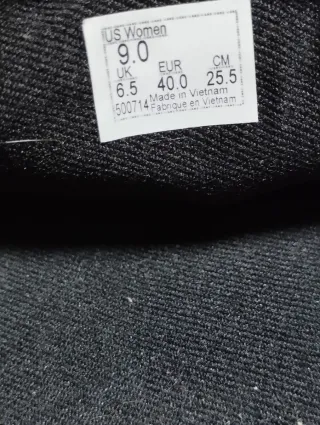 US Women
9.0
UK EUR CM
6.5 40.0 25.5
Made in Vietnam
500714 Fabrique en Vietnam